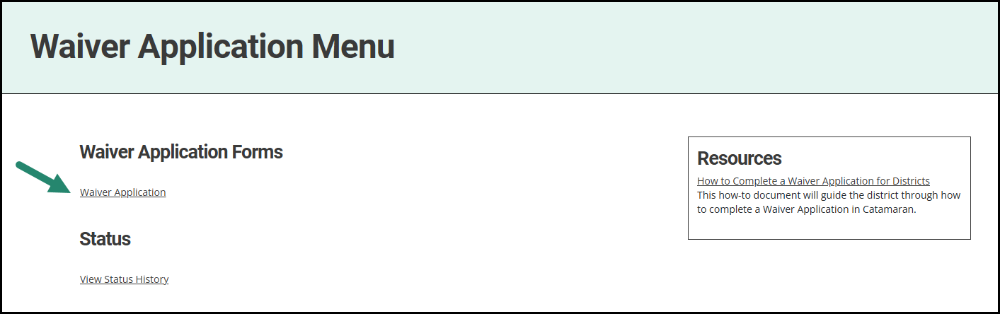 Waiver Application Menu
Waiver Application Forms
Waiver Application
Status
View Status History
Resources
How to Complete a Waiver Application for Districts
This how-to document will guide the district through how
to complete a Waiver Application in Catamaran.